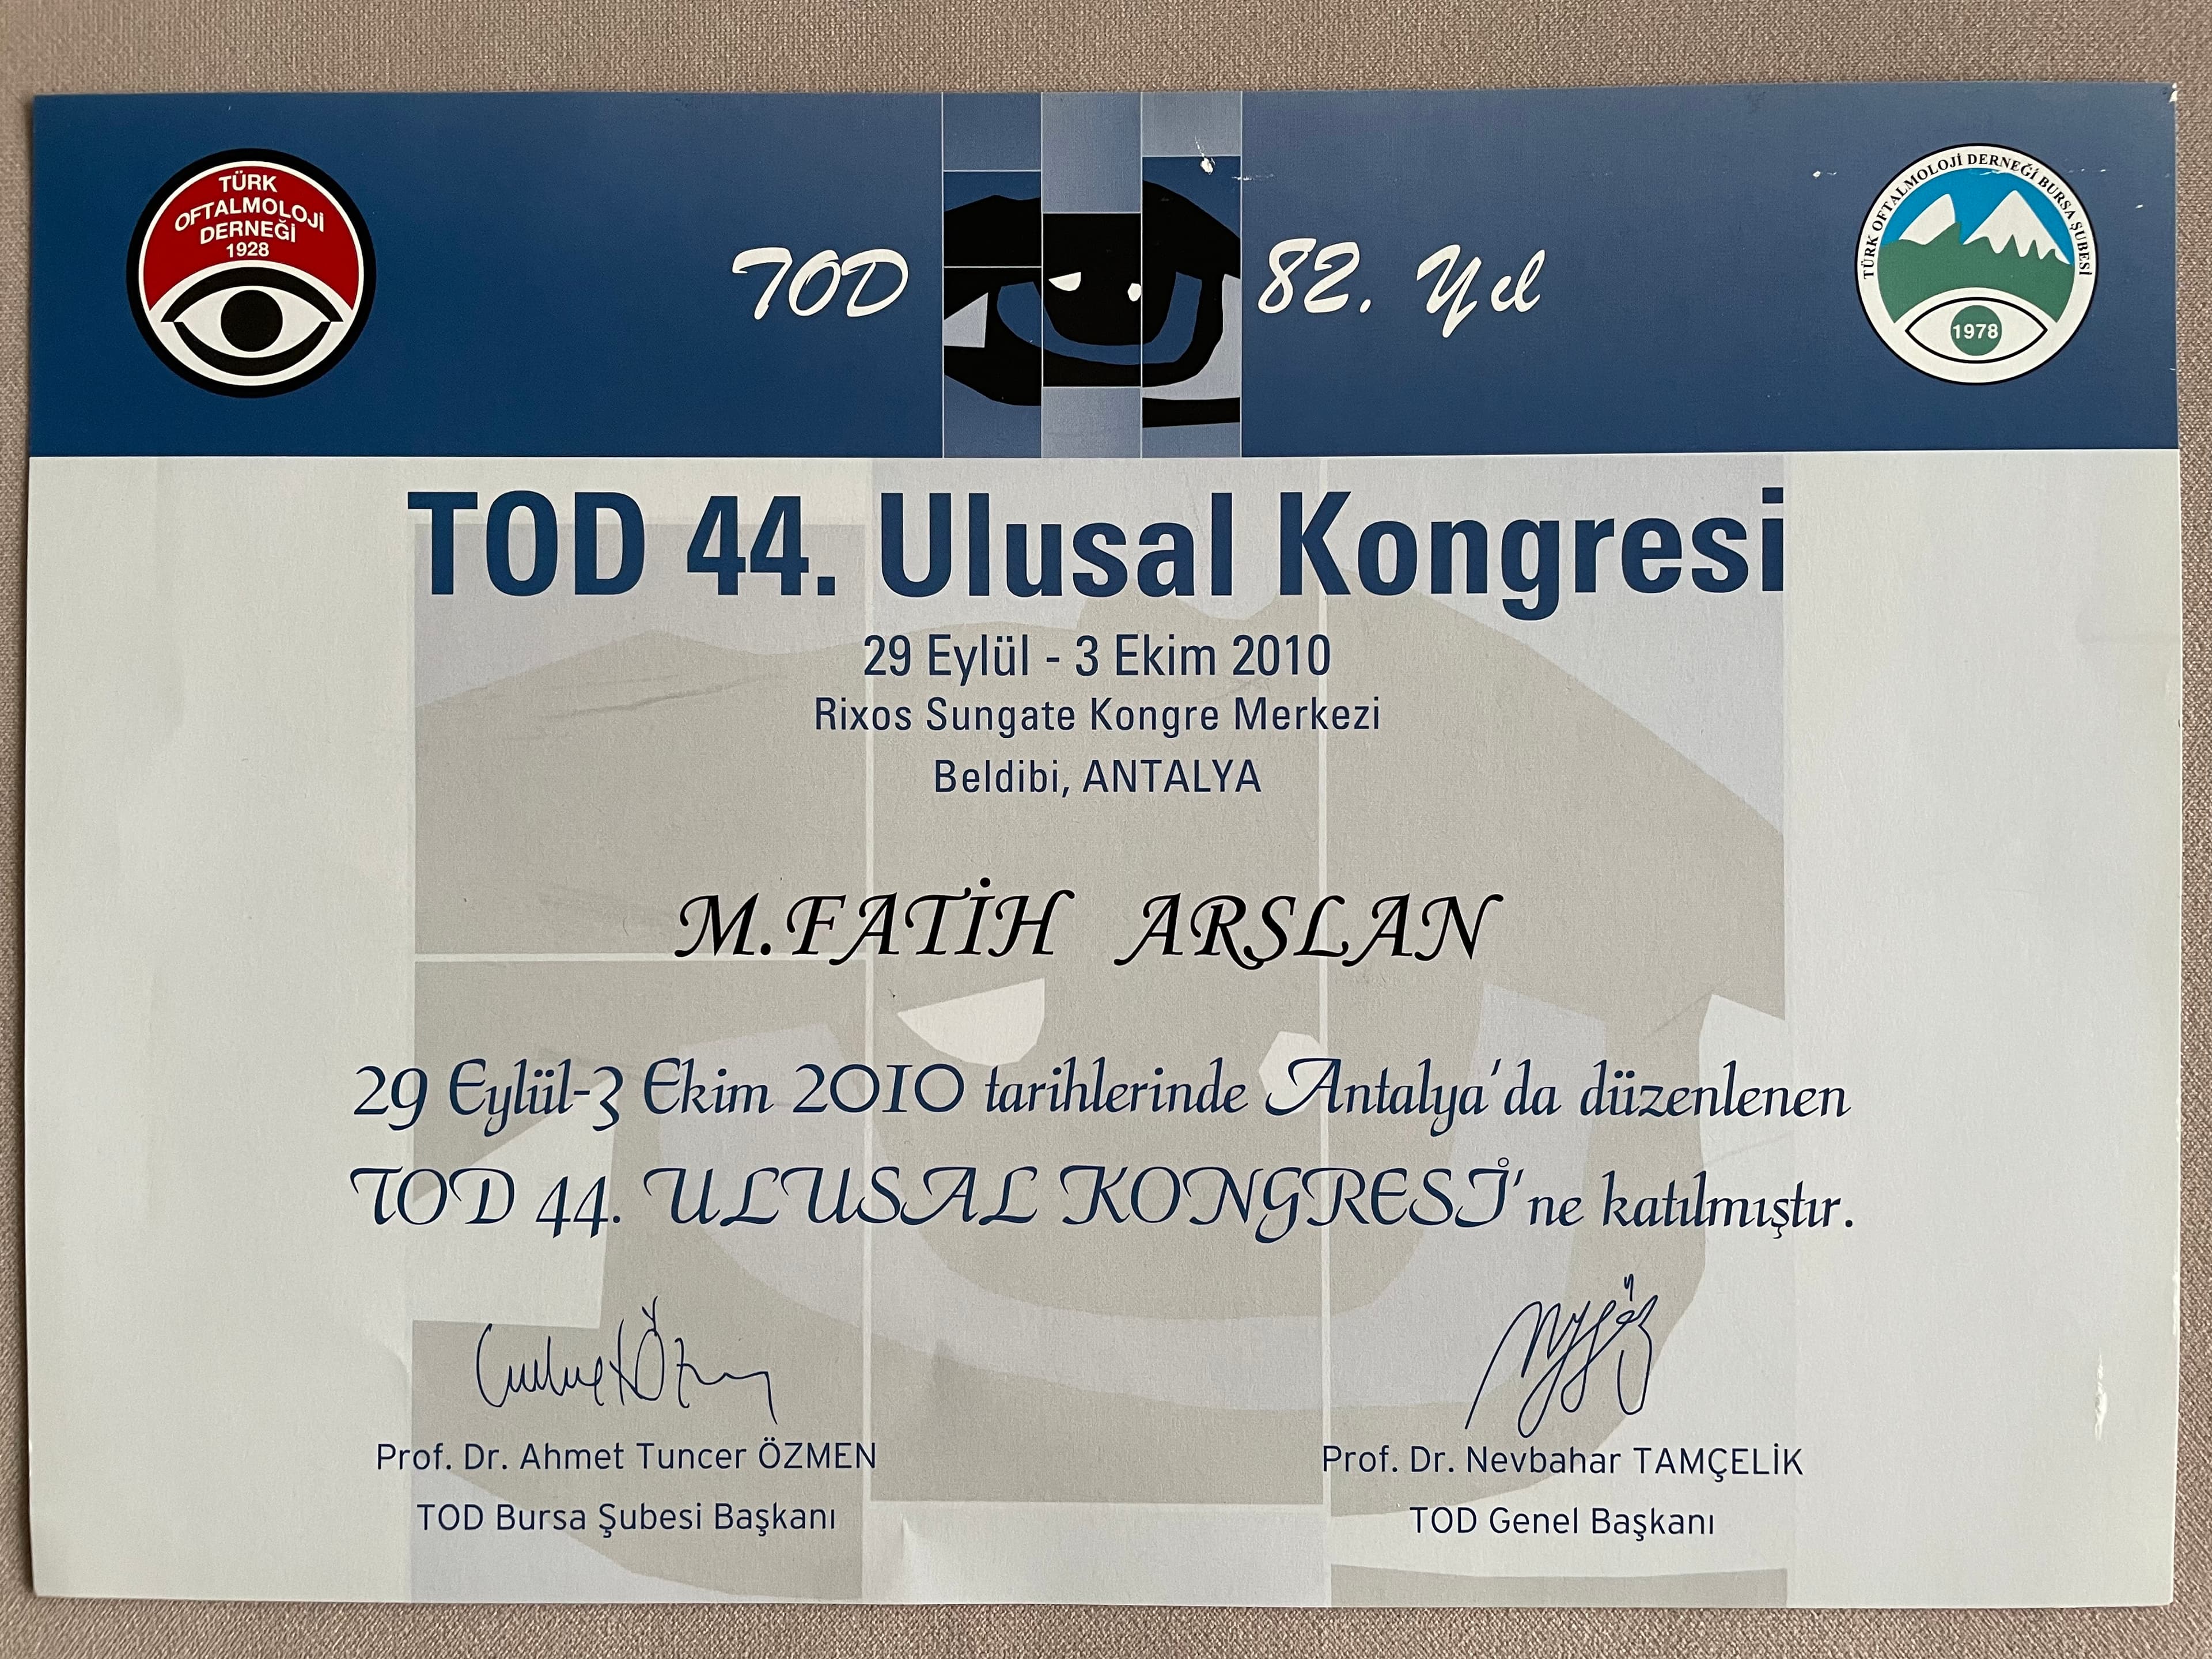 TÜRK
OFTALMOLOJİ
DERNEĞİ
1928
TOD 82. Yıl
TÜRK OFTALMOLOJİ DERNEĞİ BURSA ŞUBESİ
1978
TOD 44. Ulusal Kongresi
29 Eylül - 3 Ekim 2010
Rixos Sungate Kongre Merkezi
Beldibi, ANTALYA
M.FATİH ARSLAN
29 Eylül-3 Ekim 2010 tarihlerinde Antalya'da düzenlenen
TOD 44. ULUSAL KONGRESİ'ne katılmıştır.
Prof. Dr. Ahmet Tuncer ÖZMEN
TOD Bursa Şubesi Başkanı
Prof. Dr. Nevbahar TAMÇELİK
TOD Genel Başkanı